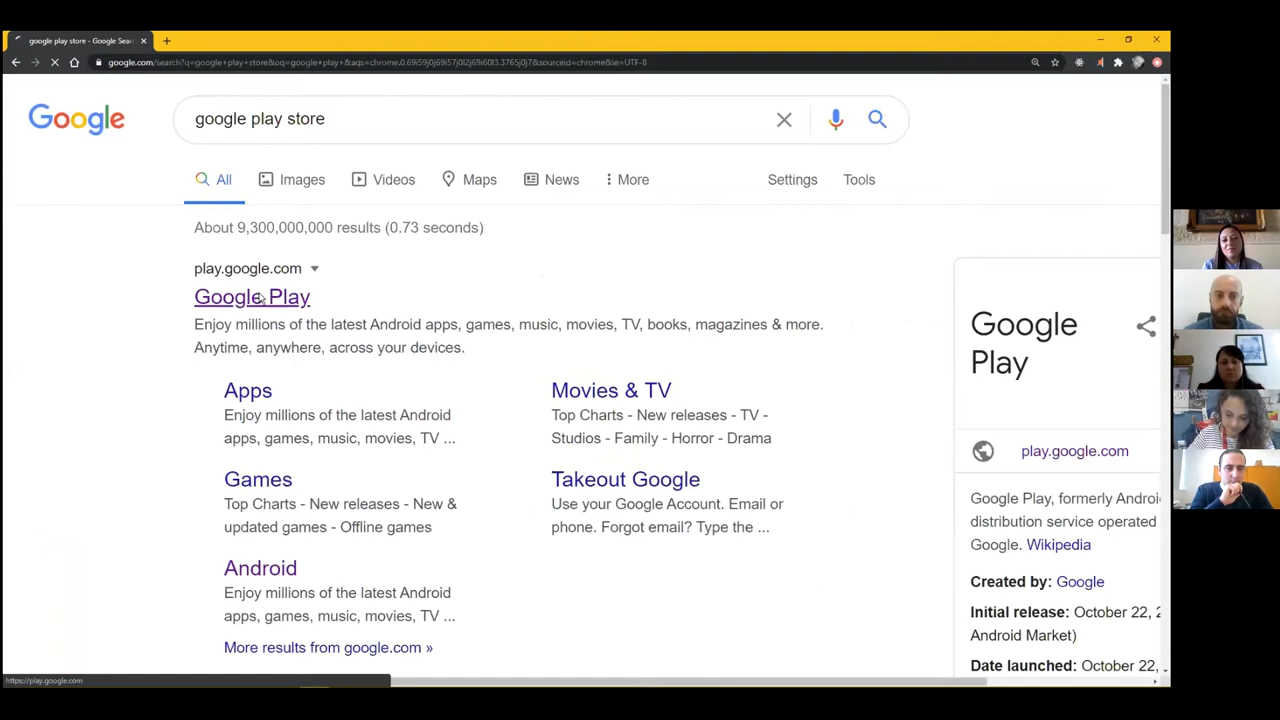 google play store - Google Sear
google.com/search?q=google+play+store&oq=google+play+&aqs=chrome.0.69i59j0j69i57j0l2j69i60l3.3765j0j7&sourceid=chrome&ie=UTF-8
Google
google play store
All
Images
Videos
Maps
News
More
Settings
Tools
About 9,300,000,000 results (0.73 seconds)
play.google.com
Google Play
Enjoy millions of the latest Android apps, games, music, movies, TV, books, magazines & more.
Anytime, anywhere, across your devices.
Apps
Enjoy millions of the latest Android
apps, games, music, movies, TV ...
Movies & TV
Top Charts - New releases - TV -
Studios - Family - Horror - Drama
Games
Top Charts - New releases - New &
updated games - Offline games
Takeout Google
Use your Google Account. Email or
phone. Forgot email? Type the ...
Android
Enjoy millions of the latest Android
apps, games, music, movies, TV ...
More results from google.com »
Google
Play
play.google.com
Google Play, formerly Androi
distribution service operated
Google. Wikipedia
Created by: Google
Initial release: October 22, 2
Android Market)
Date launched: October 22,
https://play.google.com